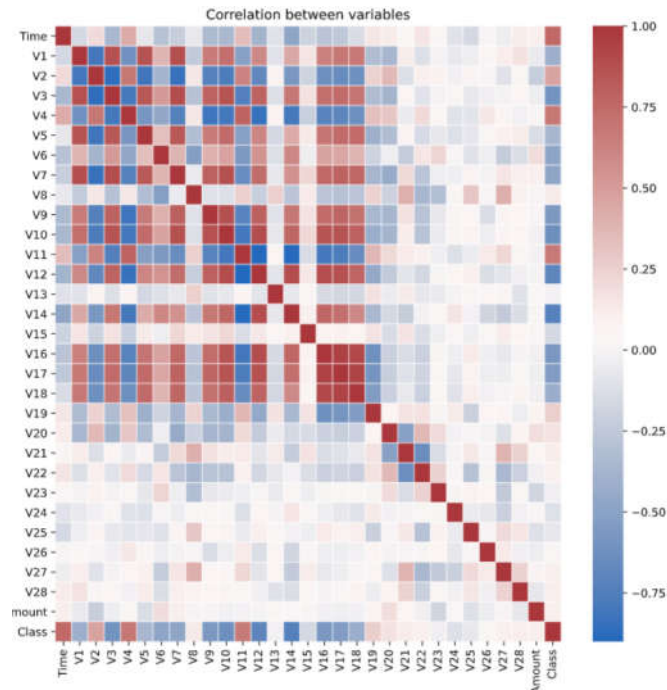 Correlation between variables
Time
V1
V2
V3
V4
V5
V6
V7
V8
V9
V10
V11
V12
V13
V14
V15
V16
V17
V18
V19
V20
V21
V22
V23
V24
V25
V26
V27
V28
mount
Class
Time
V1
V2
V3
V4
V5
V6
V7
V8
V9
V10
V11
V12
V13
V14
V15
V16
V17
V18
V19
V20
V21
V22
V23
V24
V25
V26
V27
V28
Amount
Class
1.00
0.75
0.50
0.25
0.00
-0.25
-0.50
-0.75